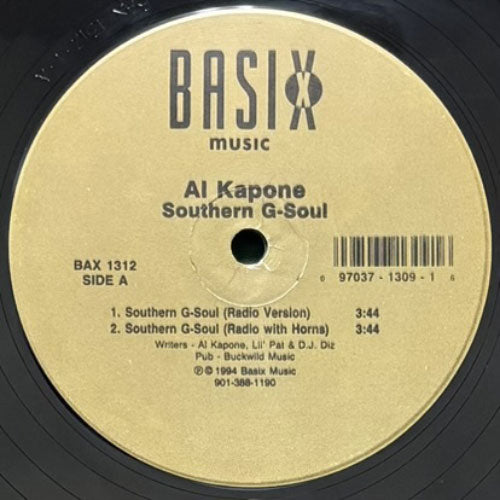 BASIX
MUSIC
Al Kapone
Southern G-Soul
BAX 1312
SIDE A
0 97037 - 1309 - 1 6
1. Southern G-Soul (Radio Version) 3:44
2. Southern G-Soul (Radio with Horns) 3:44
Writers - Al Kapone, Lil' Pat & D.J. Diz
Pub - Buckwild Music
℗ © 1994 Basix Music
901-388-1190